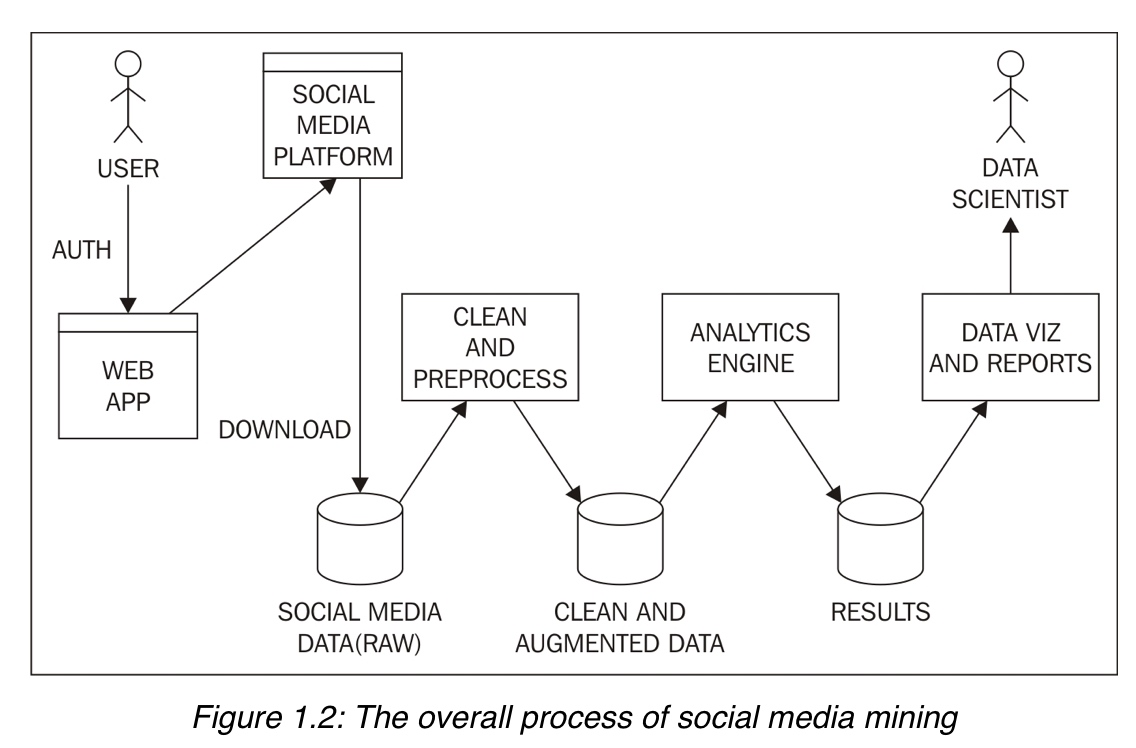 USER
AUTH
WEB
APP
SOCIAL
MEDIA
PLATFORM
DOWNLOAD
SOCIAL MEDIA
DATA(RAW)
CLEAN
AND
PREPROCESS
CLEAN AND
AUGMENTED DATA
ANALYTICS
ENGINE
RESULTS
DATA VIZ
AND REPORTS
DATA
SCIENTIST
Figure 1.2: The overall process of social media mining